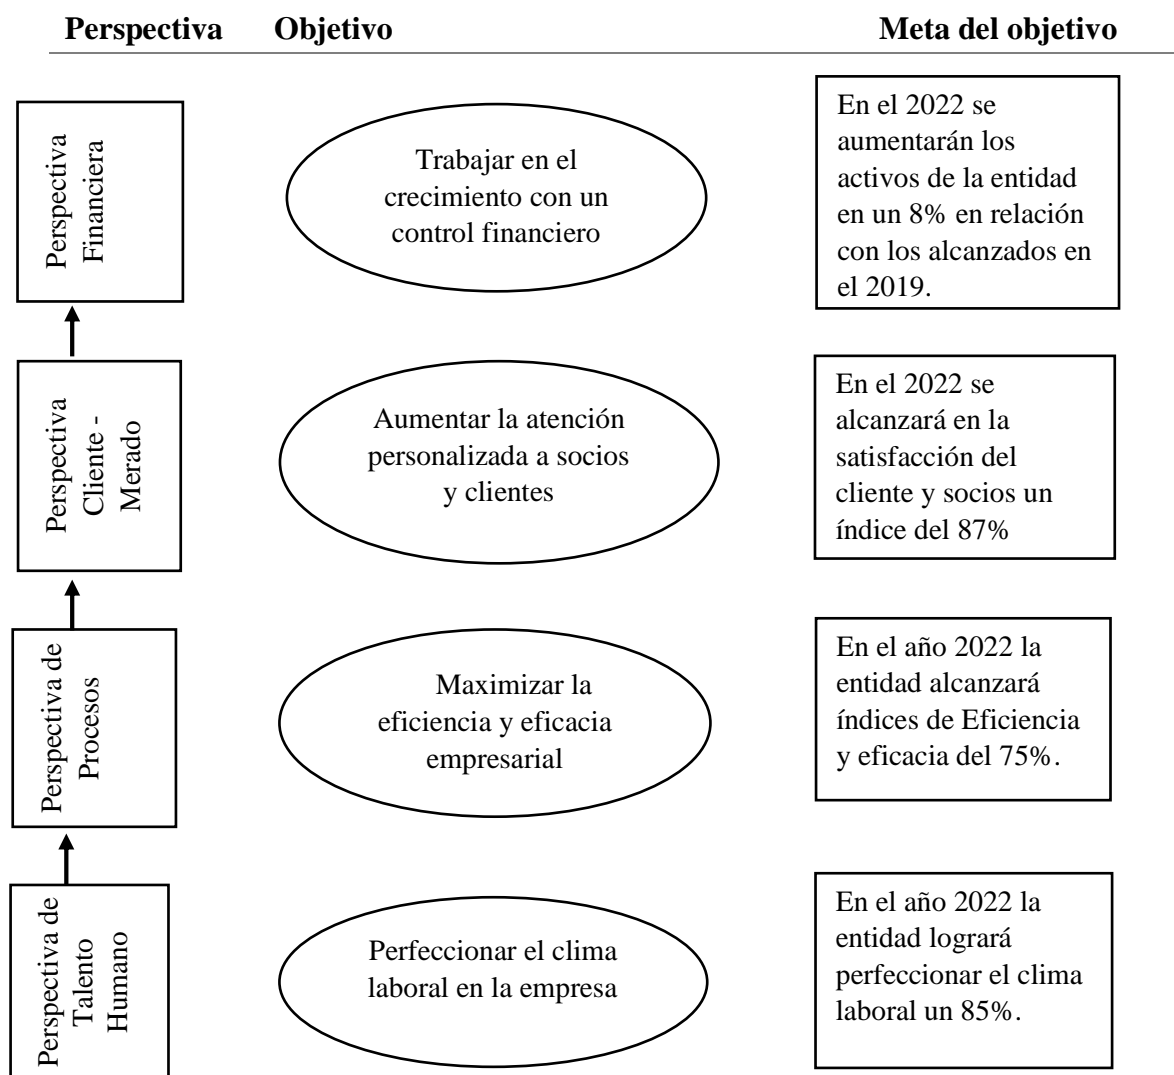 Perspectiva Objetivo Meta del objetivo
Perspectiva
Financiera
Trabajar en el
crecimiento con un
control financiero
En el 2022 se
aumentarán los
activos de la entidad
en un 8% en relación
con los alcanzados en
el 2019.
Perspectiva
Cliente -
Merado
Aumentar la atención
personalizada a socios
y clientes
En el 2022 se
alcanzará en la
satisfacción del
cliente y socios un
índice del 87%
Perspectiva de
Procesos
Maximizar la
eficiencia y eficacia
empresarial
En el año 2022 la
entidad alcanzará
índices de Eficiencia
y eficacia del 75%.
Perspectiva de
Talento
Humano
Perfeccionar el clima
laboral en la empresa
En el año 2022 la
entidad logrará
perfeccionar el clima
laboral un 85%.